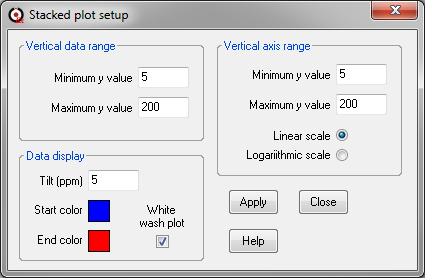 Stacked plot setup
Vertical data range
Minimum y value 5
Maximum y value 200
Vertical axis range
Minimum y value 5
Maximum y value 200
Linear scale
Logariithmic scale
Data display
Tilt (ppm) 5
Start color
End color
White
wash plot
Apply
Close
Help